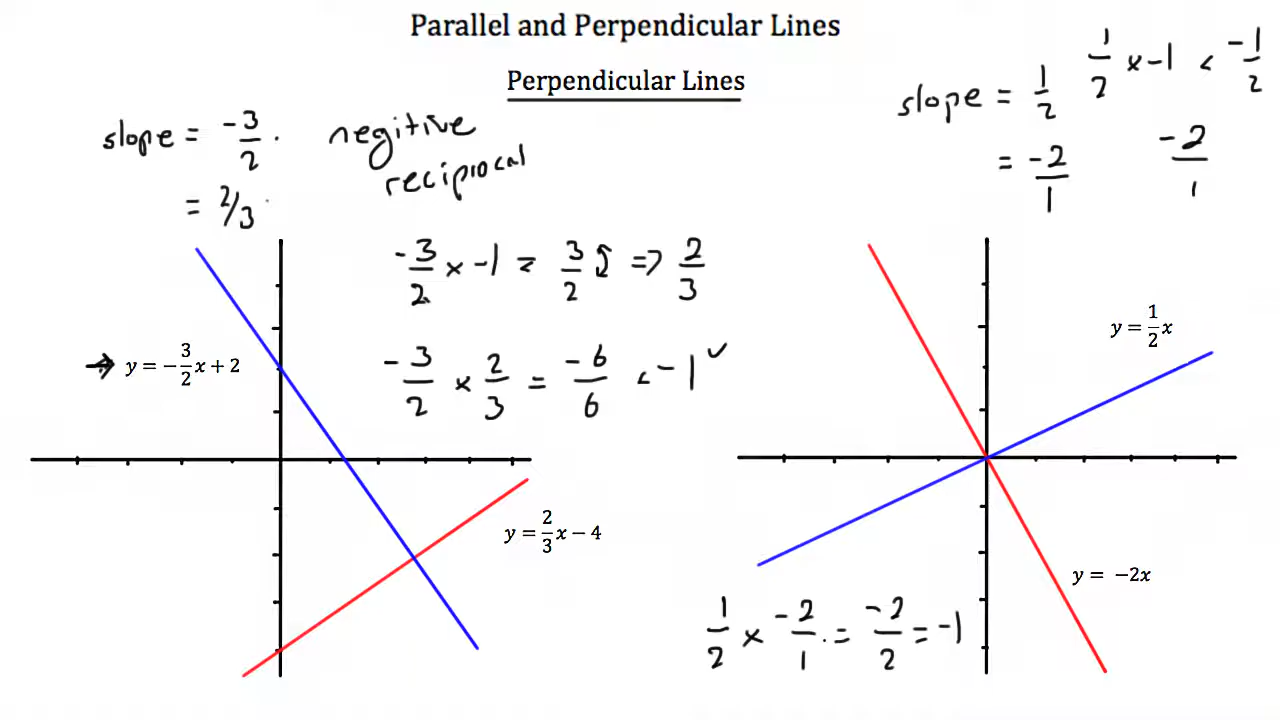 Parallel and Perpendicular Lines
Perpendicular Lines
slope = -3/2 .
= 2/3
negitive
reciprocal
slope = 1/2
1/2 x -1 < -1/2
= -2/1
-2/1
-3/2 x -1 = 3/2 ↕ => 2/3
y = -3/2x + 2
-3/2 x 2/3 = -6/6 < -1 ✓
y = 1/2x
y = 2/3x - 4
y = -2x
1/2 x -2/1 . = -2/2 = -1